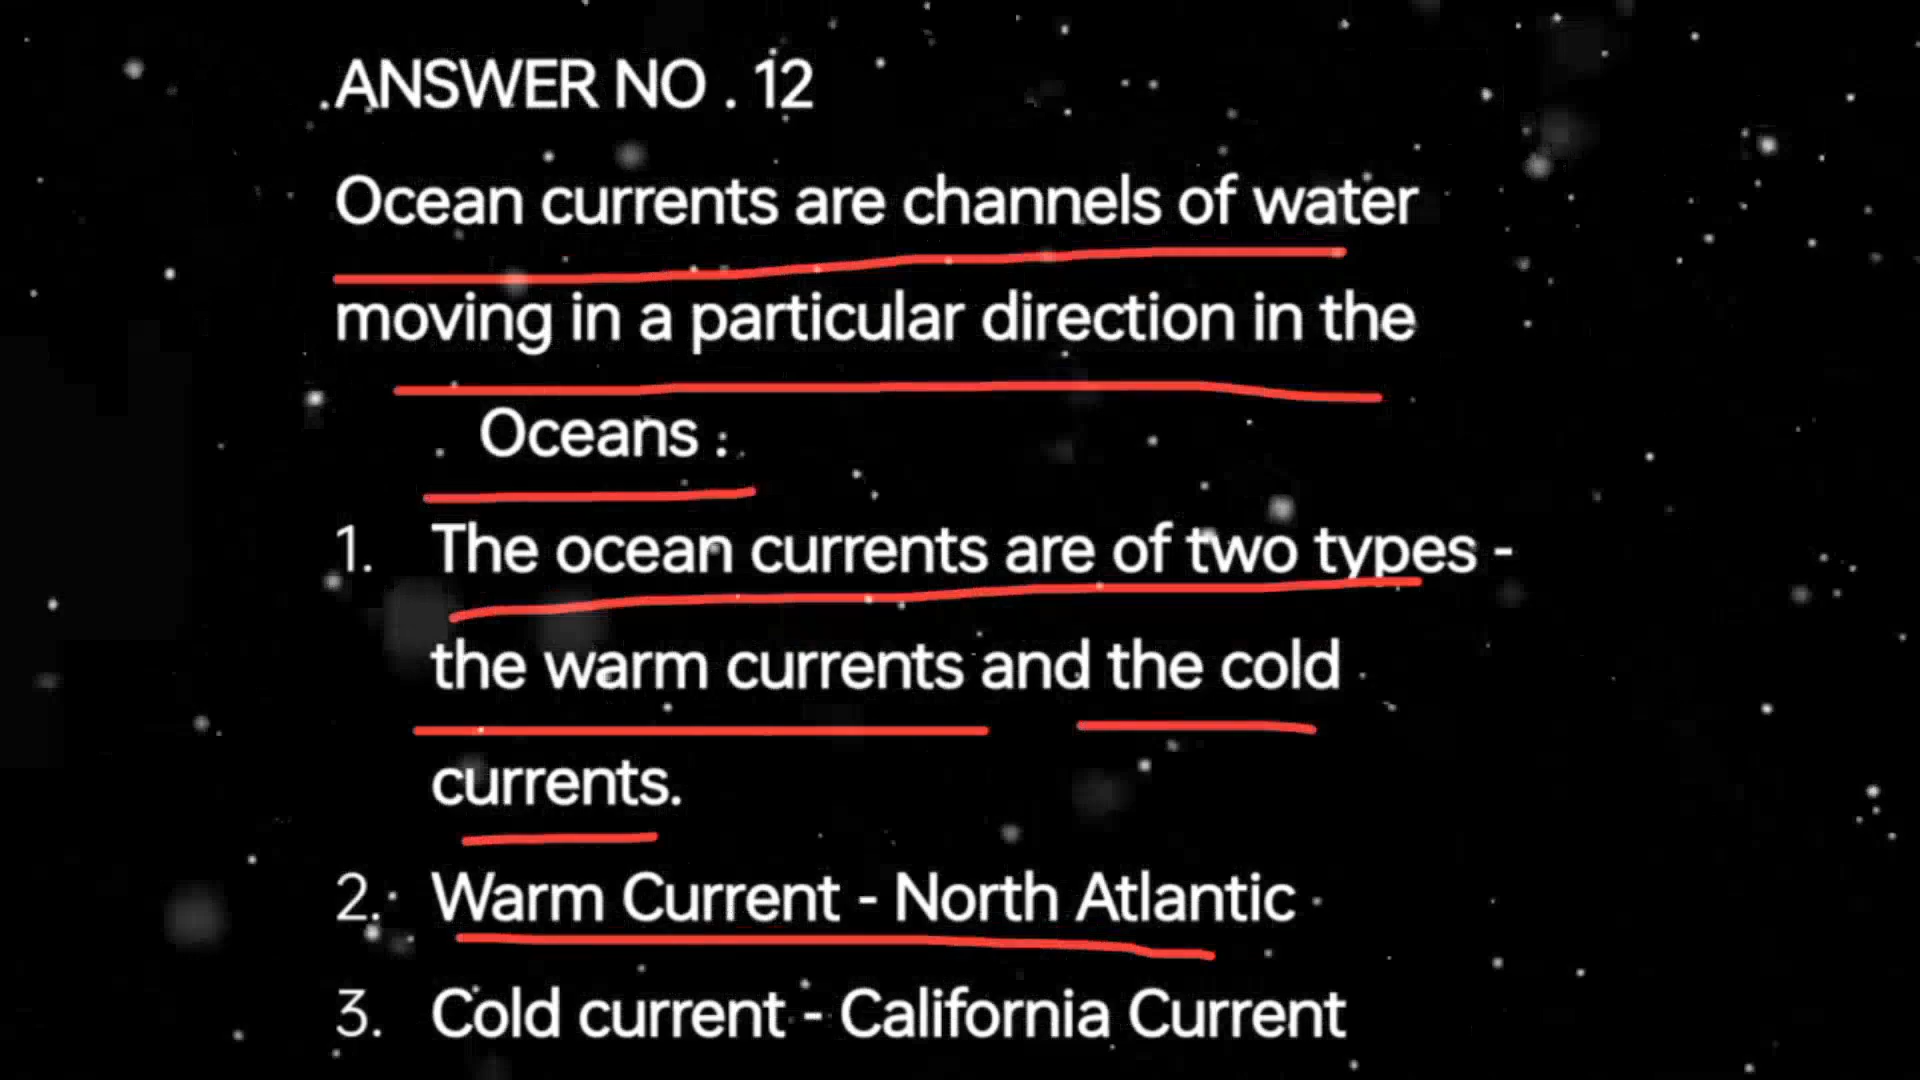 ANSWER NO . 12
Ocean currents are channels of water
moving in a particular direction in the
Oceans :
1. The ocean currents are of two types -
the warm currents and the cold
currents.
2. Warm Current - North Atlantic
3. Cold current - California Current